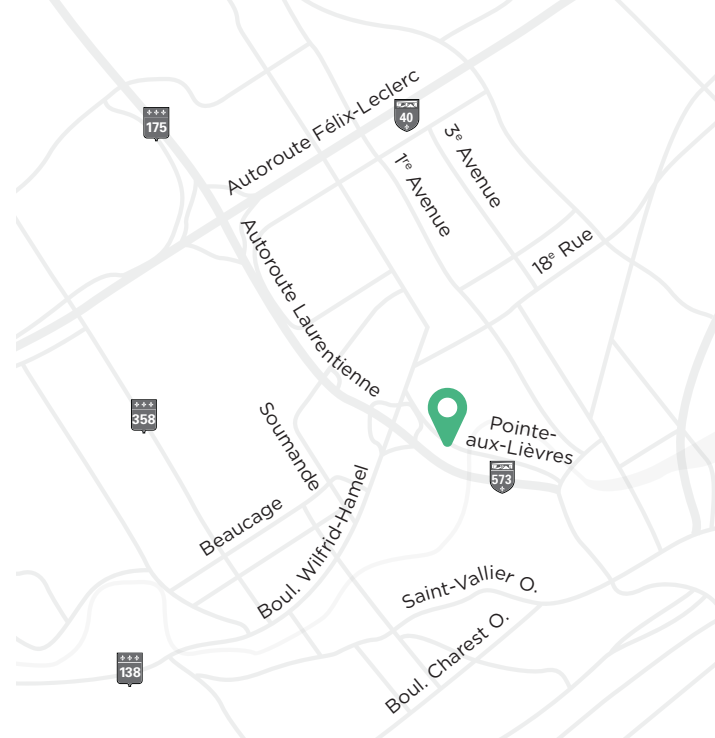 Autoroute Félix-Leclerc
40
175
3e Avenue
1re Avenue
Autoroute Laurentienne
18e Rue
358
Soumande
Pointe-
aux-Lièvres
573
Boul. Wilfrid-Hamel
Beaucage
Saint-Vallier O.
Boul. Charest O.
138